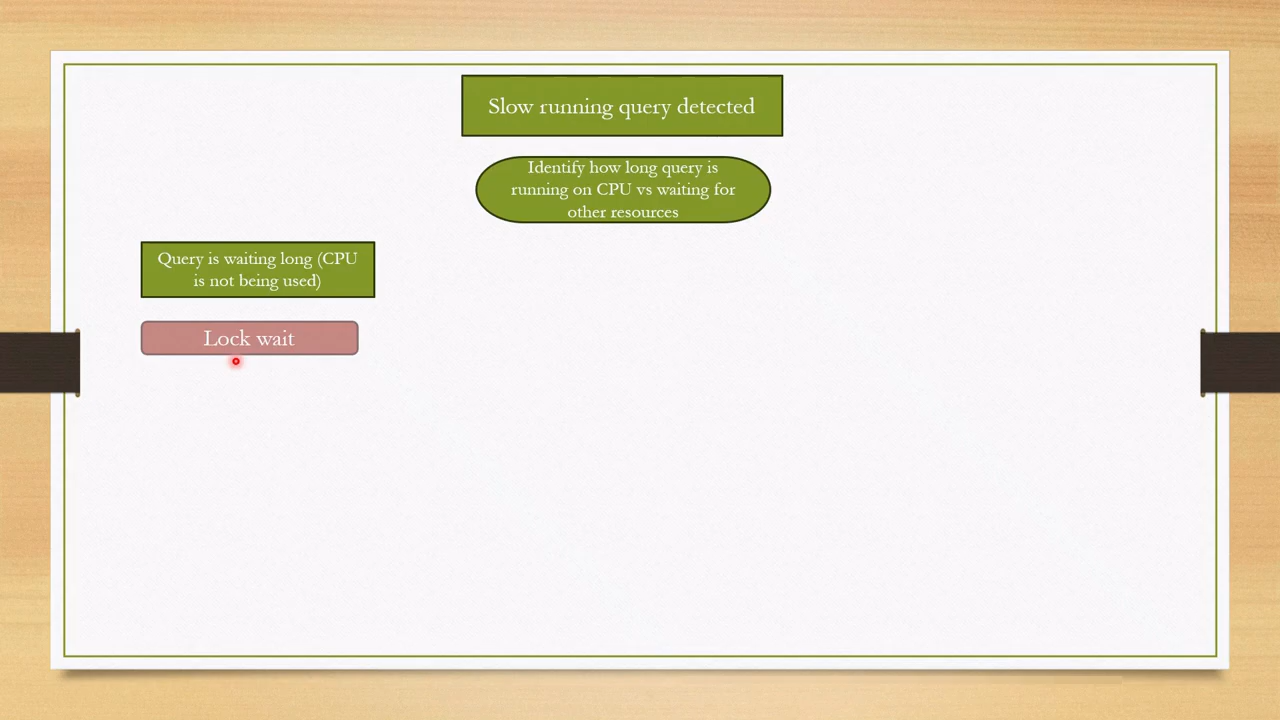 Slow running query detected
Identify how long query is
running on CPU vs waiting for
other resources
Query is waiting long (CPU
is not being used)
Lock wait